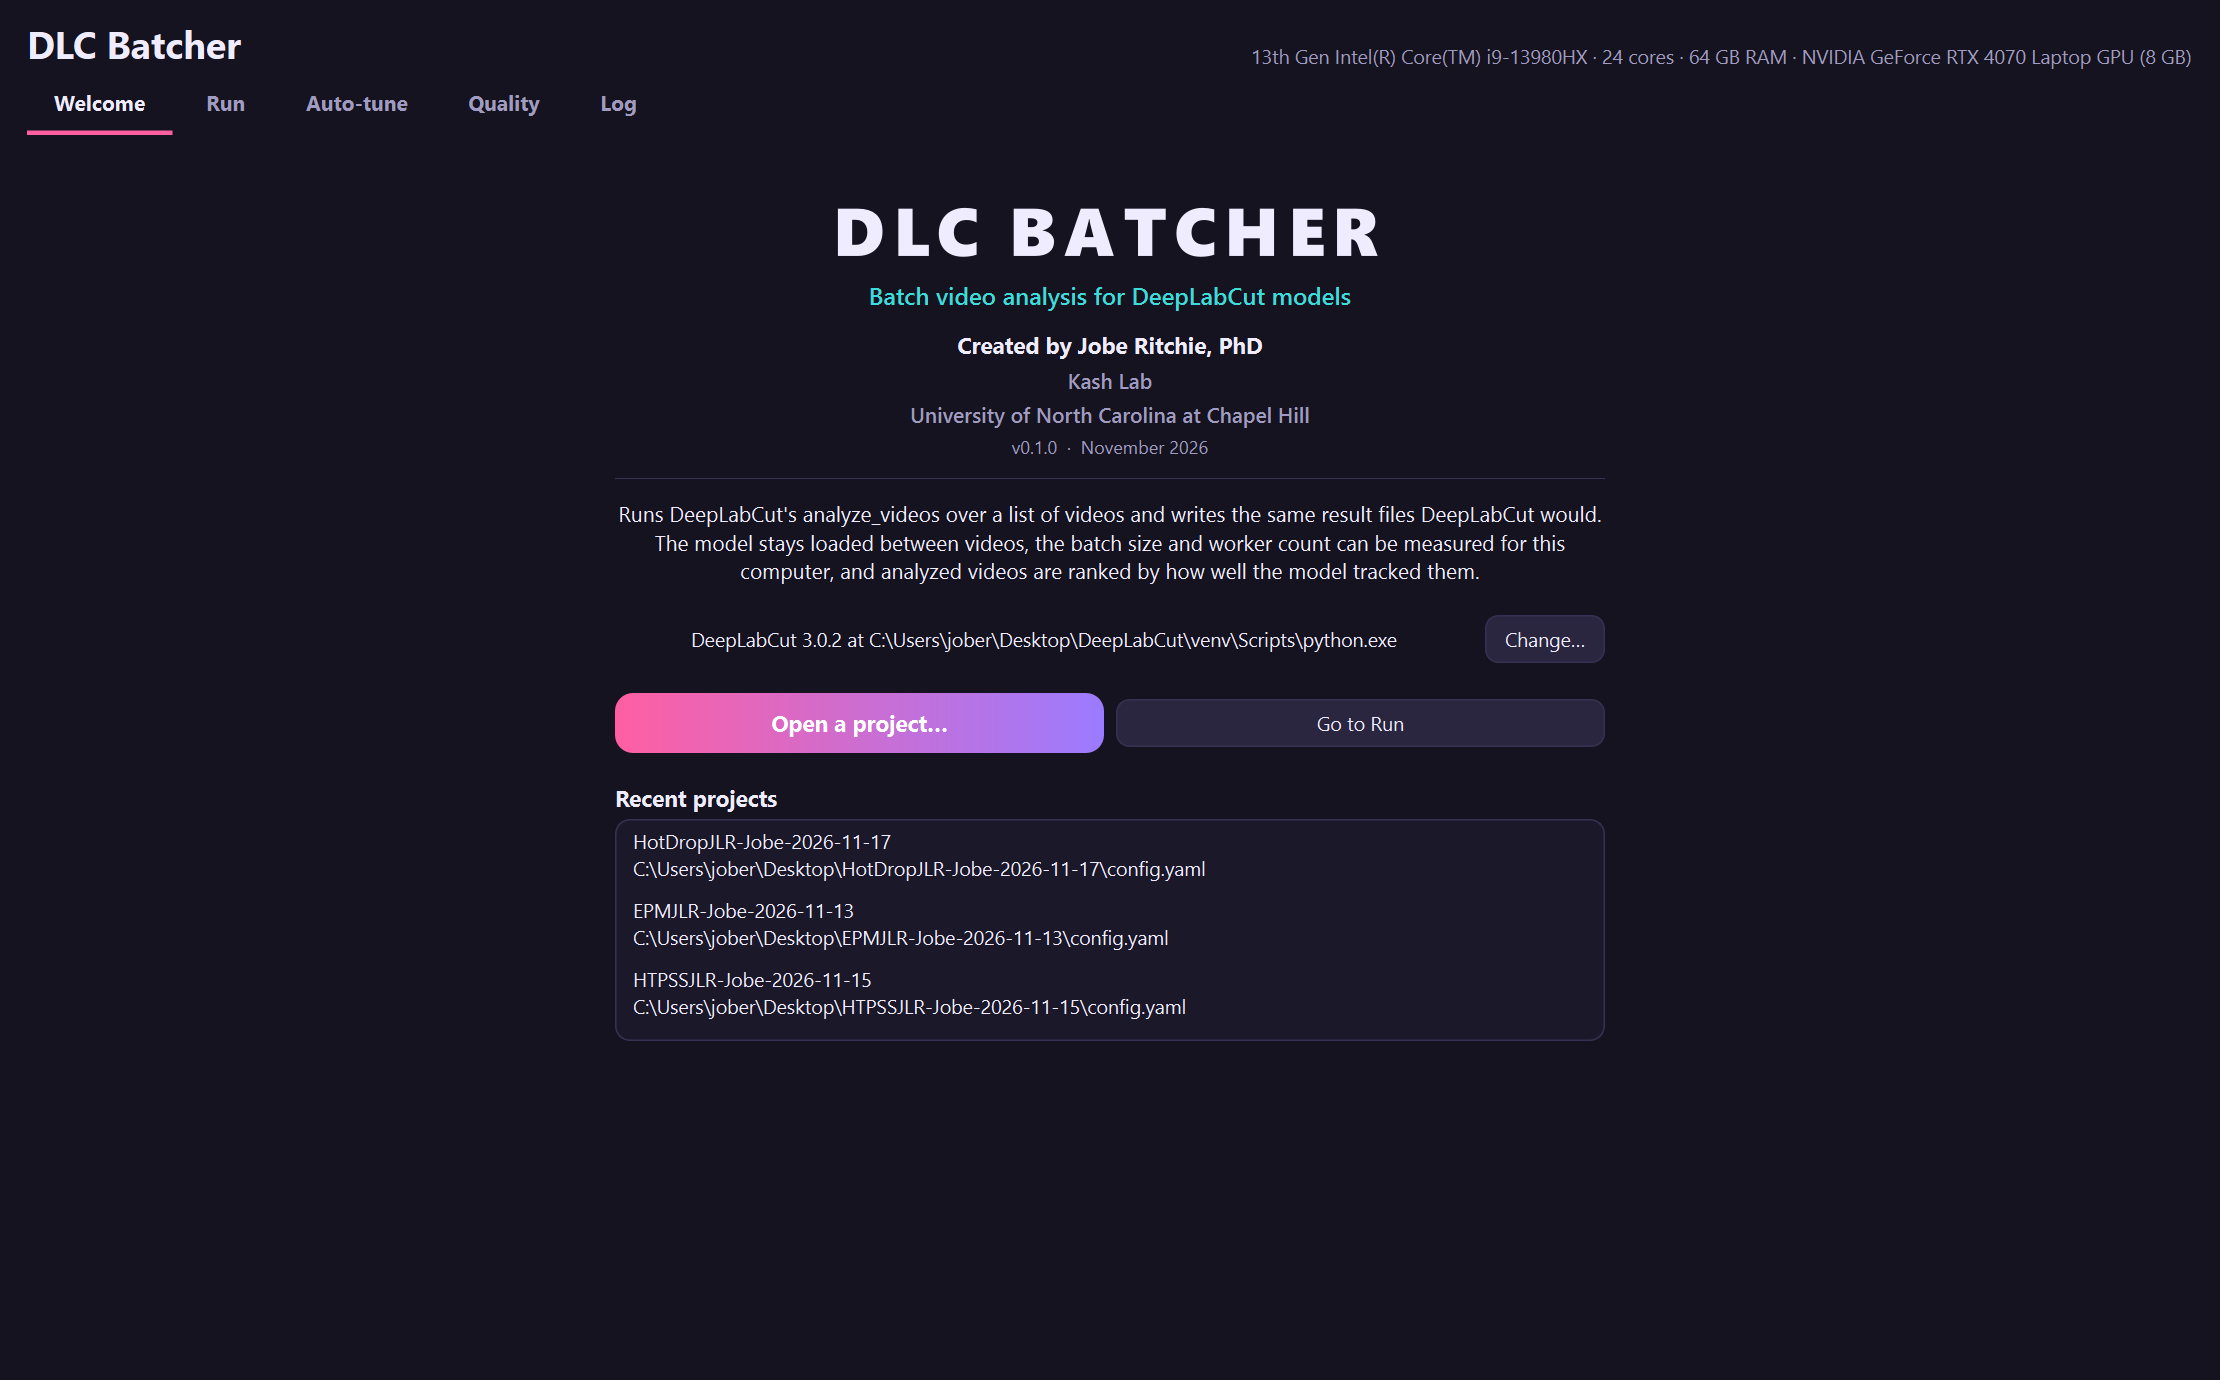 DLC Batcher
13th Gen Intel(R) Core(TM) i9-13980HX · 24 cores · 64 GB RAM · NVIDIA GeForce RTX 4070 Laptop GPU (8 GB)
Welcome Run Auto-tune Quality Log
DLC BATCHER
Batch video analysis for DeepLabCut models
Created by Jobe Ritchie, PhD
Kash Lab
University of North Carolina at Chapel Hill
v0.1.0 · November 2026
Runs DeepLabCut's analyze_videos over a list of videos and writes the same result files DeepLabCut would.
The model stays loaded between videos, the batch size and worker count can be measured for this
computer, and analyzed videos are ranked by how well the model tracked them.
DeepLabCut 3.0.2 at C:\Users\jober\Desktop\DeepLabCut\venv\Scripts\python.exe Change...
Open a project... Go to Run
Recent projects
HotDropJLR-Jobe-2026-11-17
C:\Users\jober\Desktop\HotDropJLR-Jobe-2026-11-17\config.yaml
EPMJLR-Jobe-2026-11-13
C:\Users\jober\Desktop\EPMJLR-Jobe-2026-11-13\config.yaml
HTPSSJLR-Jobe-2026-11-15
C:\Users\jober\Desktop\HTPSSJLR-Jobe-2026-11-15\config.yaml